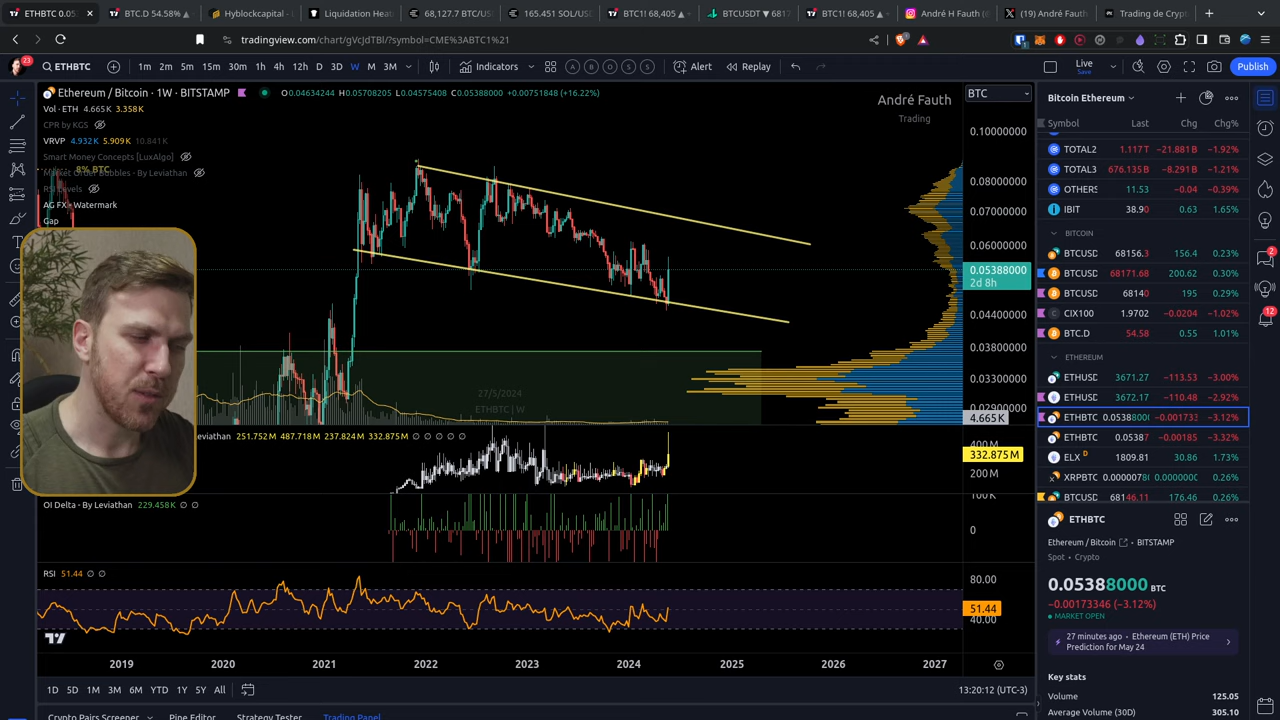 ETHBTC 0.05
BTC.D 54.58% ▲
Hyblockcapital -
Liquidation Heat
68,127.7 BTC/US
165.451 SOL/USD
BTC1! 68,405 ▲
BTCUSDT ▼ 6817
BTC1! 68,405 ▲
André H Fauth (
(19) André Fauth
Trading de Crypt
tradingview.com/chart/gVcJdTBl/?symbol=CME%3ABTC1%21
23
ETHBTC
1m 2m 5m 15m 30m 1h 4h 12h D 3D W M 3M
Indicators
A B O S S
Alert
Replay
Live
Save
Publish
Ethereum / Bitcoin · 1W · BITSTAMP
O0.04634244 H0.05708205 L0.04575408 C0.05388000 +0.00751848 (+16.22%)
Vol · ETH 4.665K 3.358K
CPR by KGS
VRVP 4.932K 5.909K 10.841K
Smart Money Concepts [LuxAlgo]
8% BTC
Market Order Bubbles - By Leviathan
RSI Levels
AG FX - Watermark
Gap
André Fauth
Trading
BTC
0.10000000
0.08000000
0.07000000
0.06000000
0.05388000
2d 8h
0.04400000
0.03800000
0.03300000
0.02900000
4.665K
27/5/2024
ETHBTC | W
Leviathan 251.752M 487.718M 237.824M 332.875M
400 M
332.875M
200 M
OI Delta - By Leviathan 229.458K
100K
0
RSI 51.44
80.00
51.44
40.00
2019 2020 2021 2022 2023 2024 2025 2026 2027
1D 5D 1M 3M 6M YTD 1Y 5Y All
13:20:12 (UTC-3)
Crypto Pairs Screener
Pine Editor
Strategy Tester
Trading Panel
Bitcoin Ethereum
Symbol Last Chg Chg%
TOTAL2 1.117T −21.881B −1.92%
TOTAL3 676.135B −8.291B −1.21%
OTHERS 11.53 −0.04 −0.39%
IBIT 38.90 0.63 1.65%
BITCOIN
BTCUSD 68156.3 156.4 0.23%
BTCUSD 68171.68 200.62 0.30%
BTCUSD 68140 195 0.29%
CIX100 1.9702 −0.0204 −1.02%
BTC.D 54.58 0.55 1.01%
ETHEREUM
ETHUSD 3671.27 −113.53 −3.00%
ETHUSD 3672.17 −110.48 −2.92%
ETHBTC 0.05388000 −0.001733 −3.12%
ETHBTC 0.05387 −0.00185 −3.32%
ELX D 1809.81 30.86 1.73%
XRPBTC 0.00000780 0.0000000 0.26%
BTCUSD 68146.11 176.46 0.26%
ETHBTC
Ethereum / Bitcoin · BITSTAMP
Spot · Crypto
0.05388000 BTC
−0.00173346 (−3.12%)
MARKET OPEN
27 minutes ago · Ethereum (ETH) Price Prediction for May 24
Key stats
Volume 125.05
Average Volume (30D) 305.10
2
12